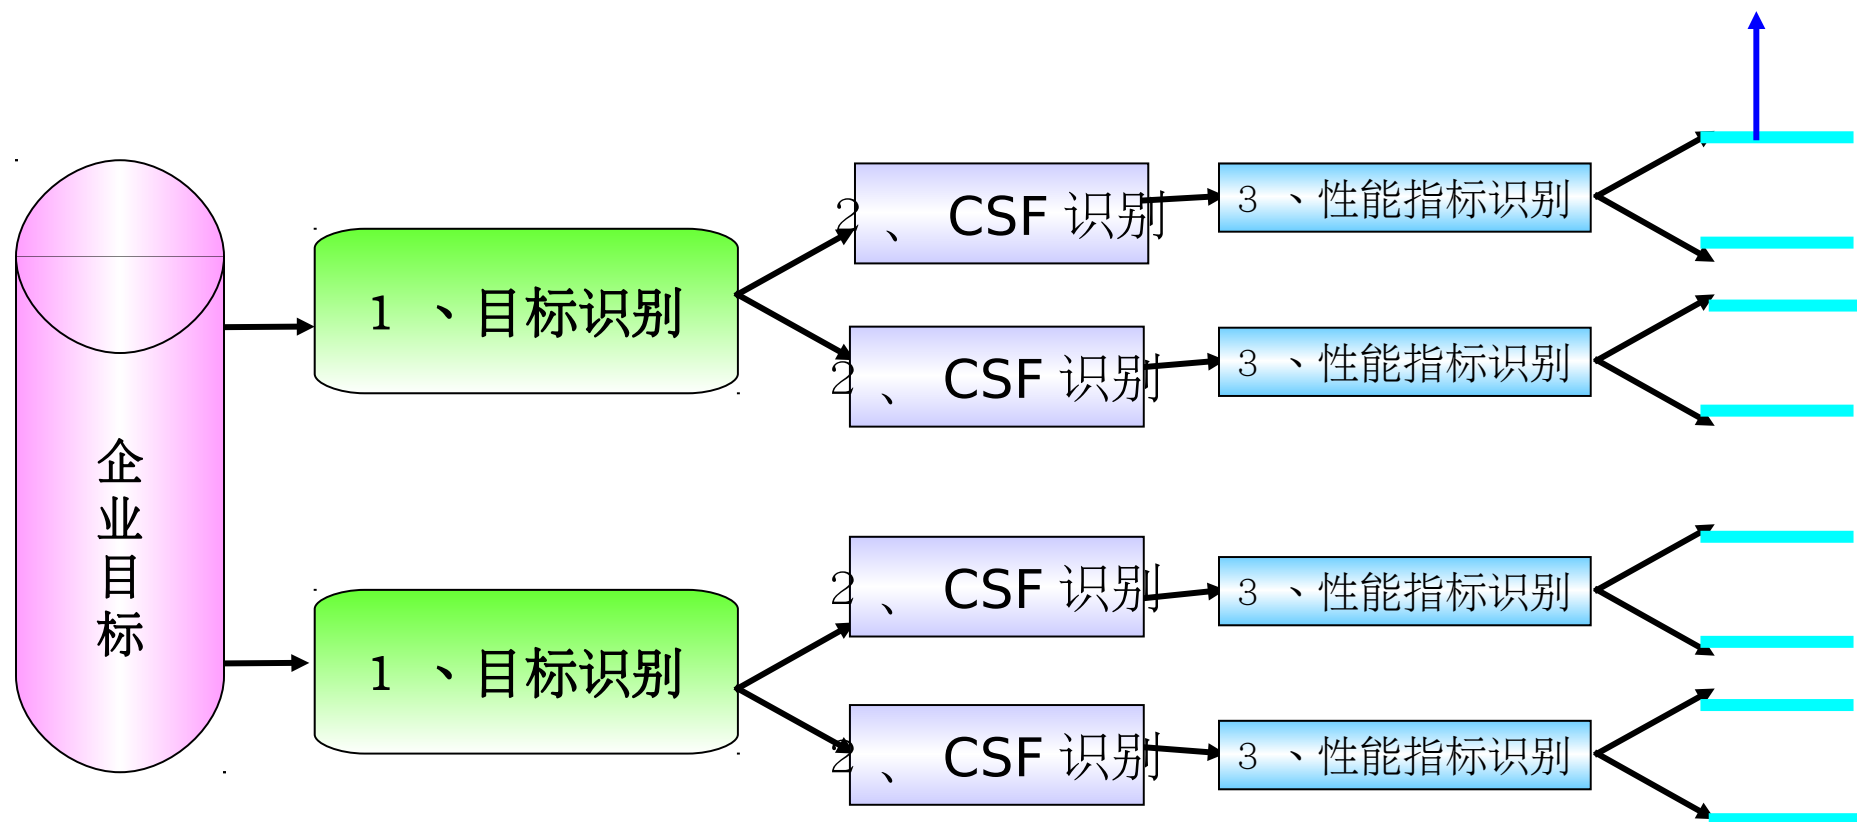 企
业
目
标
1 、目标识别
2 、 CSF 识别
3 、性能指标识别
2 、 CSF 识别
3 、性能指标识别
1 、目标识别
2 、 CSF 识别
3 、性能指标识别
2 、 CSF 识别
3 、性能指标识别